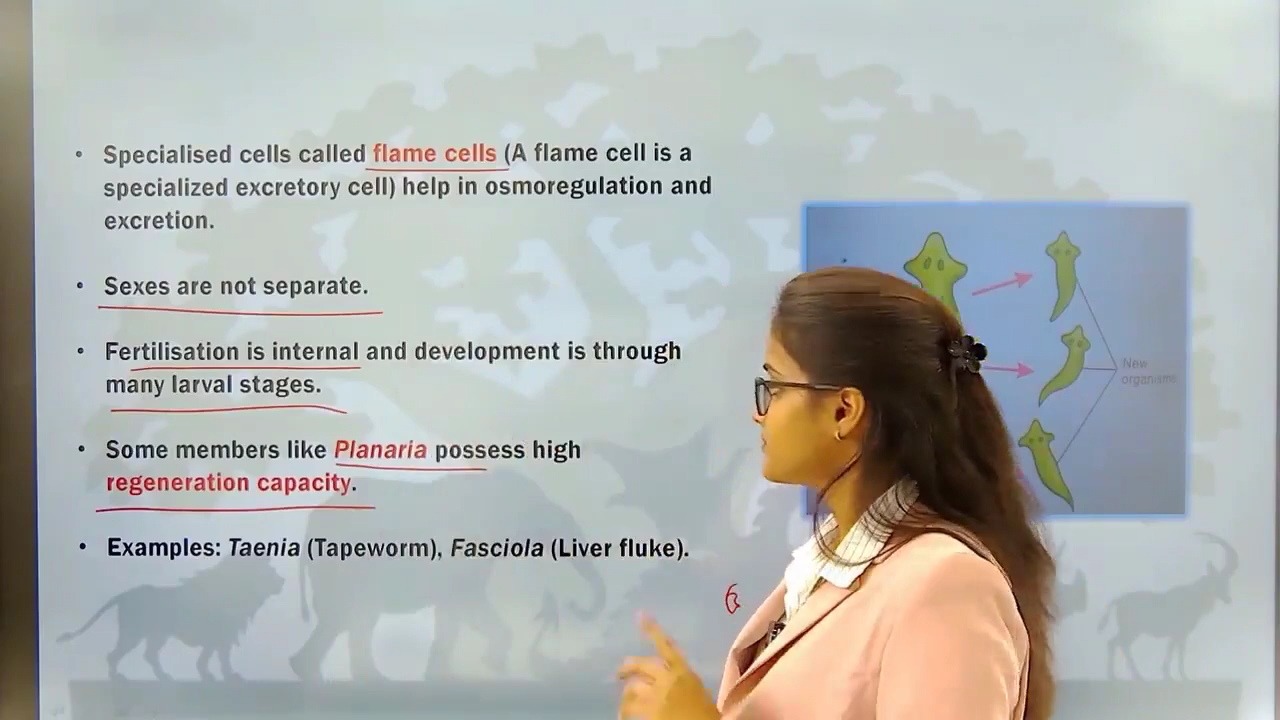 • Specialised cells called flame cells (A flame cell is a
specialized excretory cell) help in osmoregulation and
excretion.
• Sexes are not separate.
• Fertilisation is internal and development is through
many larval stages.
• Some members like Planaria possess high
regeneration capacity.
• Examples: Taenia (Tapeworm), Fasciola (Liver fluke).
New
organisms